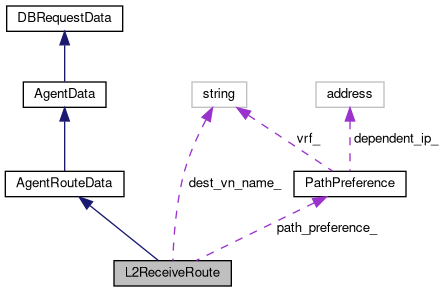 DBRequestData
AgentData
string
address
vrf_
dependent_ip_
AgentRouteData
dest_vn_name_
PathPreference
path_preference_
L2ReceiveRoute